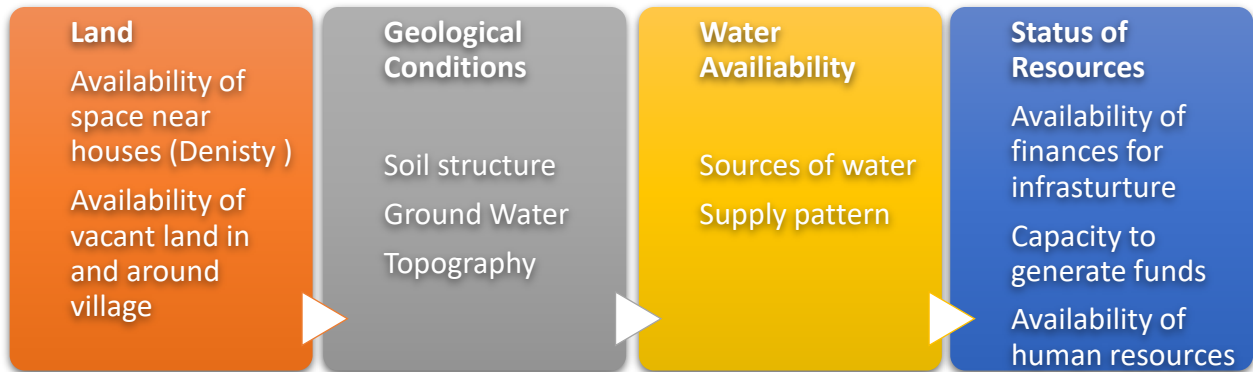 Land
Availability of
space near
houses (Denisty )
Availability of
vacant land in
and around
village
Geological
Conditions
Soil structure
Ground Water
Topography
Water
Availiability
Sources of water
Supply pattern
Status of
Resources
Availability of
finances for
infrasturture
Capacity to
generate funds
Availability of
human resources